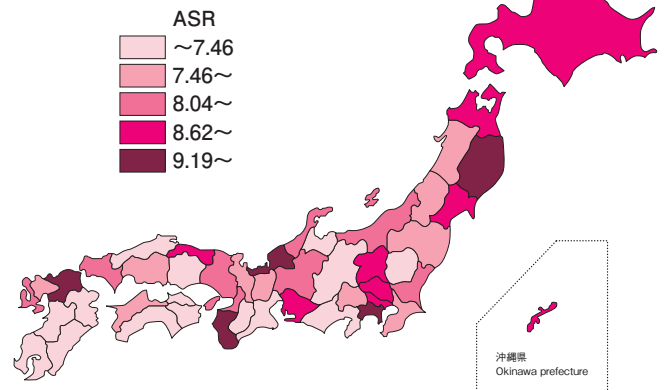 ASR
～7.46
7.46～
8.04～
8.62～
9.19～
沖縄県
Okinawa prefecture